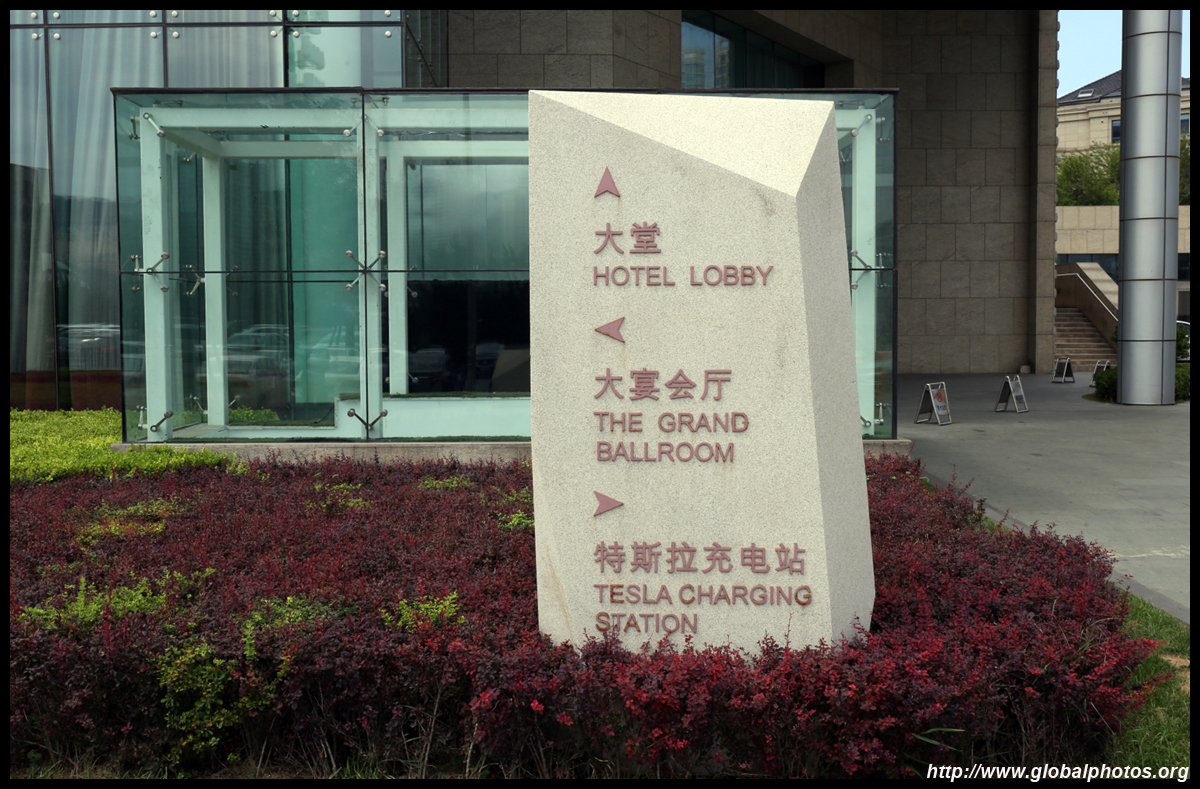 大堂
HOTEL LOBBY
大宴会厅
THE GRAND
BALLROOM
特斯拉充电站
TESLA CHARGING
STATION
http://www.globalphotos.org